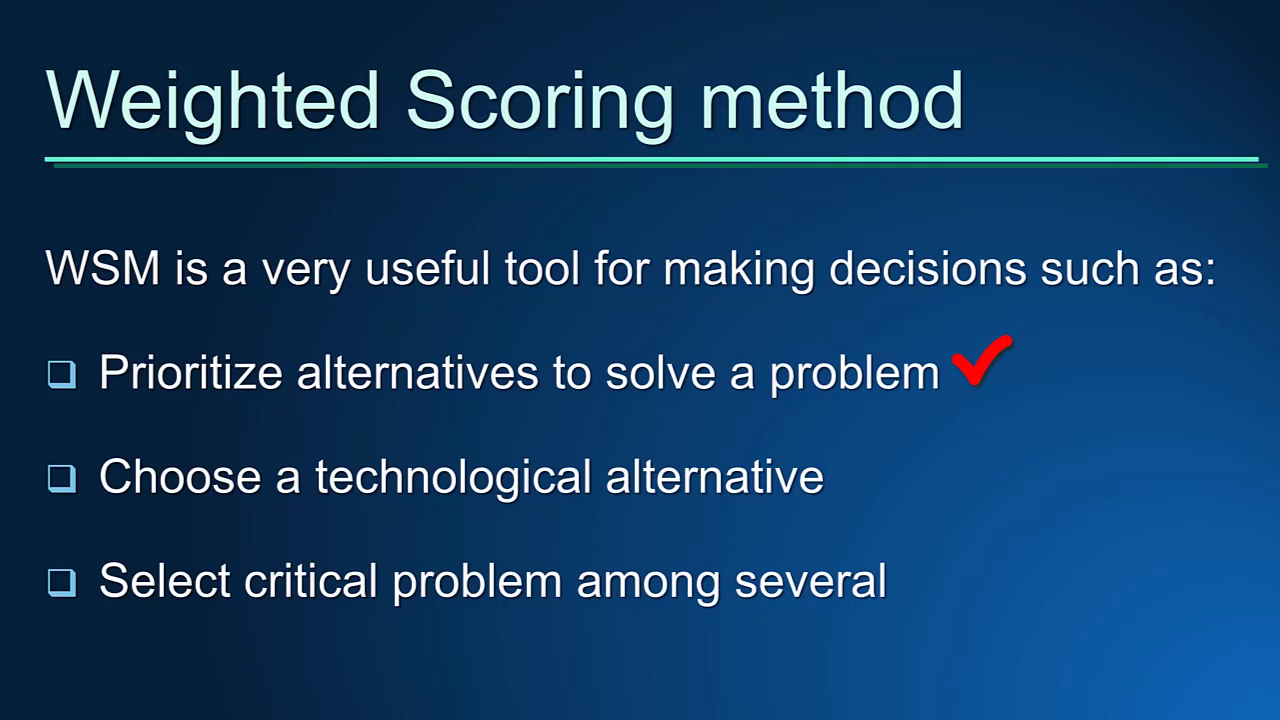 Weighted Scoring method
WSM is a very useful tool for making decisions such as:
Prioritize alternatives to solve a problem
Choose a technological alternative
Select critical problem among several